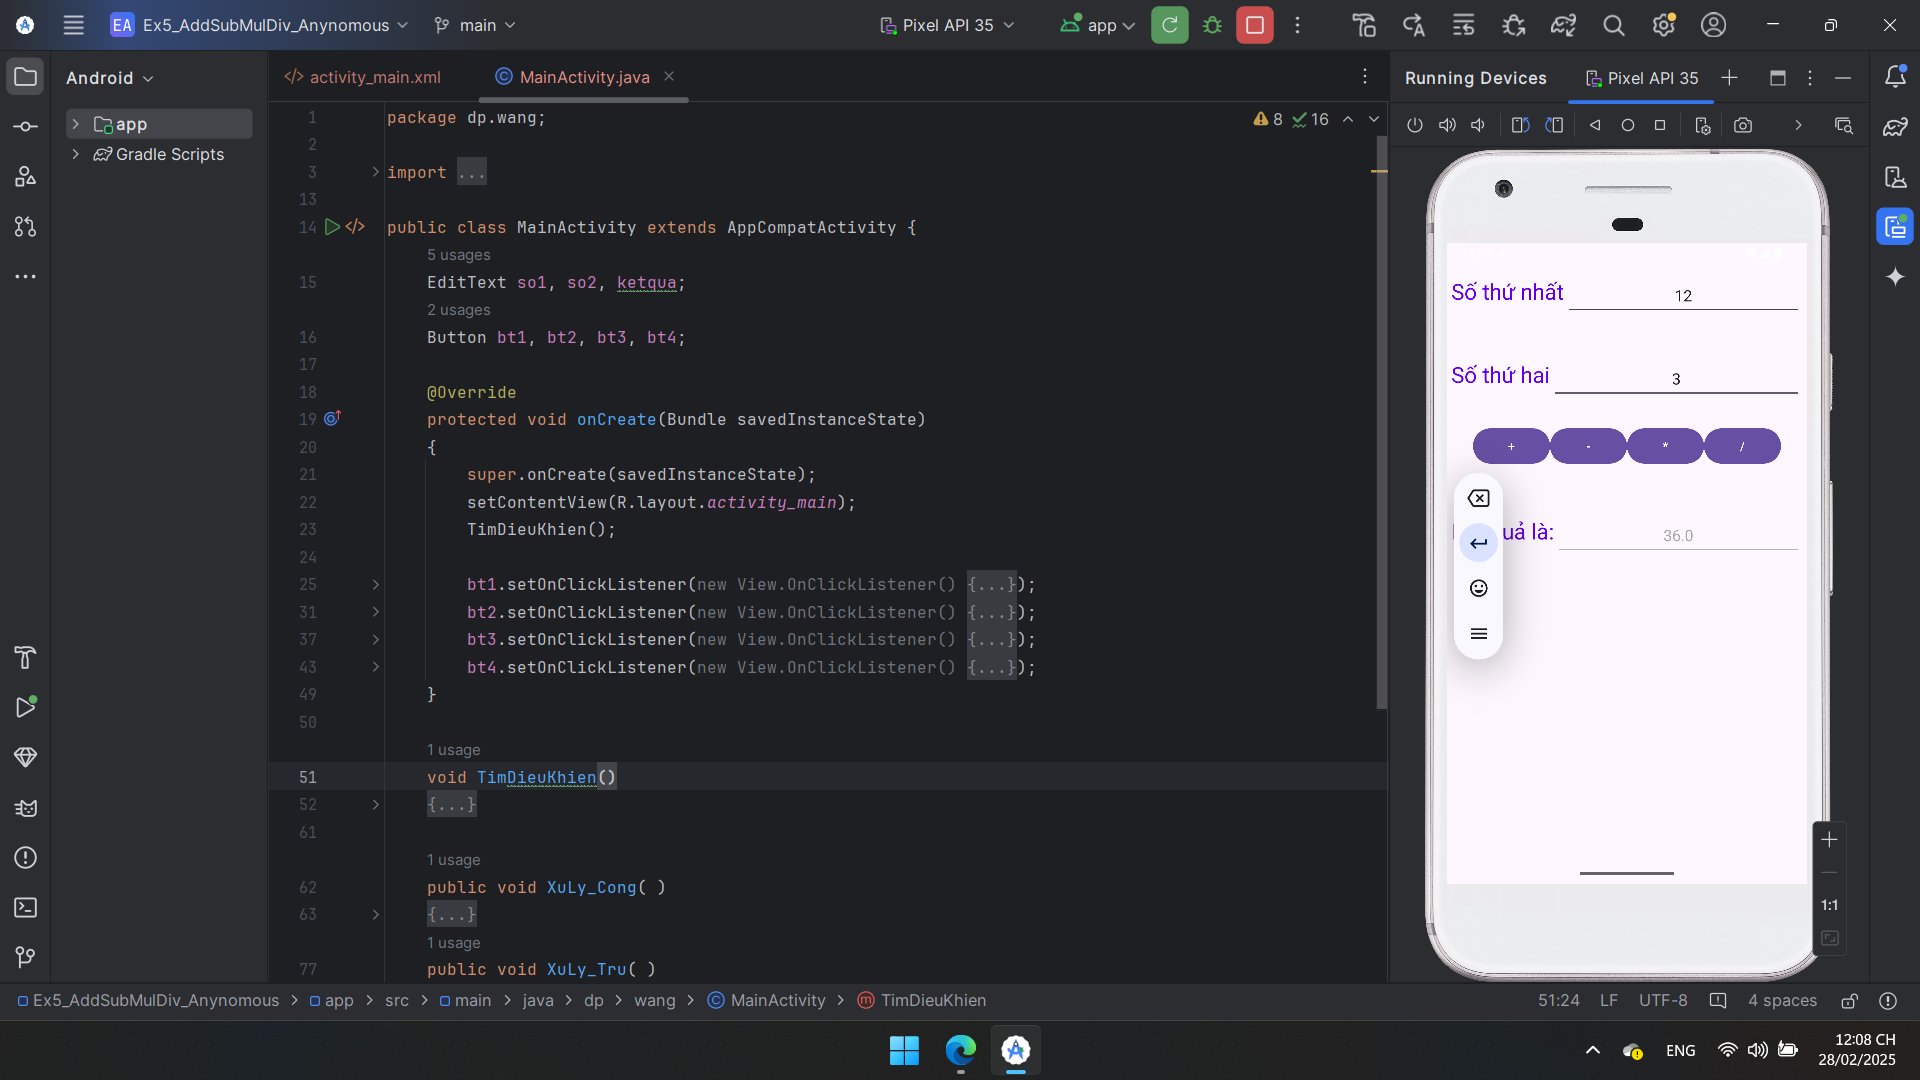 EA Ex5_AddSubMulDiv_Anynomous main Pixel API 35 app
Android
activity_main.xml MainActivity.java
Running Devices Pixel API 35
app
Gradle Scripts
8 16
1 package dp.wang;
2
3 import ...
13
14 public class MainActivity extends AppCompatActivity {
5 usages
15 EditText so1, so2, ketqua;
2 usages
16 Button bt1, bt2, bt3, bt4;
17
18 @Override
19 protected void onCreate(Bundle savedInstanceState)
20 {
21 super.onCreate(savedInstanceState);
22 setContentView(R.layout.activity_main);
23 TimDieuKhien();
24
25 bt1.setOnClickListener(new View.OnClickListener() {...});
31 bt2.setOnClickListener(new View.OnClickListener() {...});
37 bt3.setOnClickListener(new View.OnClickListener() {...});
43 bt4.setOnClickListener(new View.OnClickListener() {...});
49 }
50
1 usage
51 void TimDieuKhien()
52 {...}
61
1 usage
62 public void XuLy_Cong( )
63 {...}
1 usage
77 public void XuLy_Tru( )
Số thứ nhất 12
Số thứ hai 3
+ - * /
uả là: 36.0
1:1
Ex5_AddSubMulDiv_Anynomous > app > src > main > java > dp > wang > MainActivity > TimDieuKhien
51:24 LF UTF-8 4 spaces
ENG
12:08 CH
28/02/2025